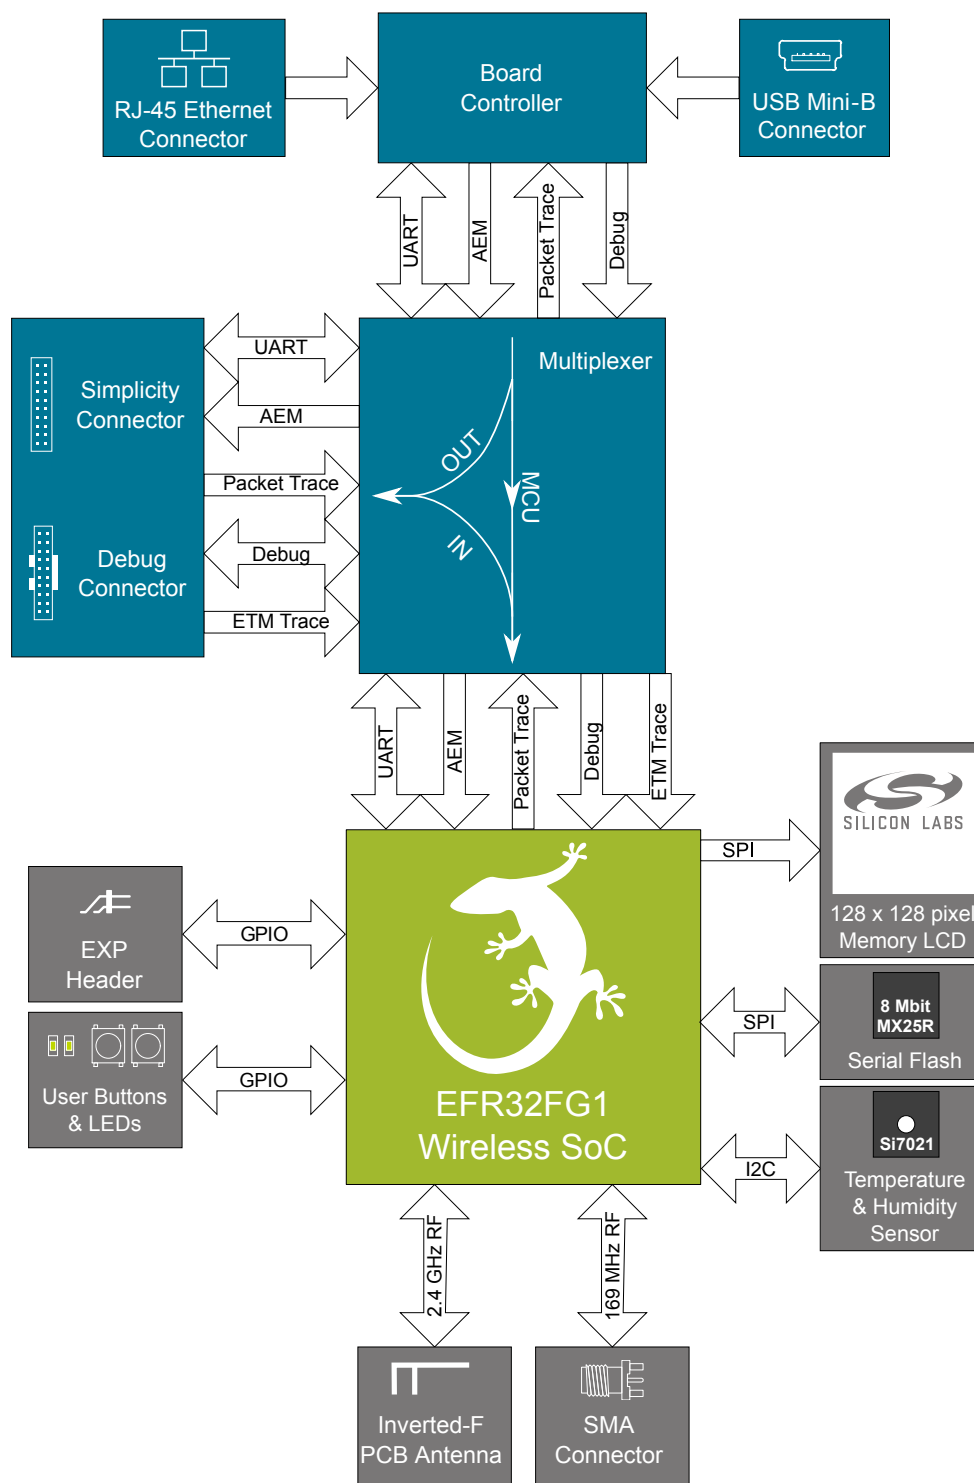 RJ-45 Ethernet
Connector
Board
Controller
USB Mini-B
Connector
UART
AEM
Packet Trace
Debug
Simplicity
Connector
Debug
Connector
UART
AEM
Packet Trace
Debug
ETM Trace
Multiplexer
OUT
MCU
IN
UART
AEM
Packet Trace
Debug
ETM Trace
SILICON LABS
128 x 128 pixel
Memory LCD
SPI
EXP
Header
GPIO
8 Mbit
MX25R
Serial Flash
SPI
User Buttons
& LEDs
GPIO
EFR32FG1
Wireless SoC
Si7021
Temperature
& Humidity
Sensor
I2C
2.4 GHz RF
169 MHz RF
Inverted-F
PCB Antenna
SMA
Connector